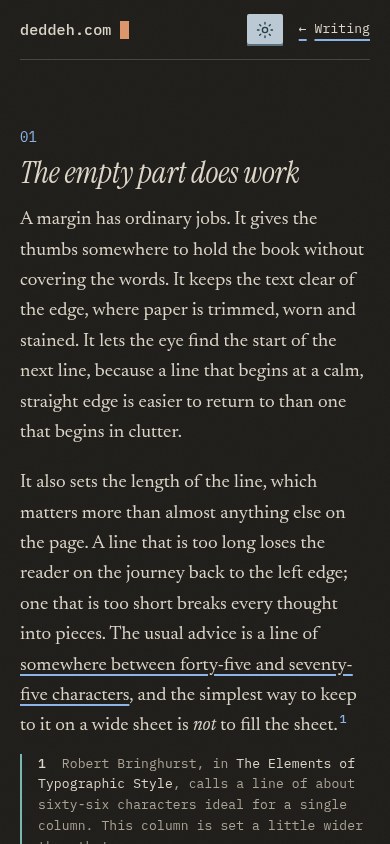 deddeh.com
← Writing
01
The empty part does work
A margin has ordinary jobs. It gives the
thumbs somewhere to hold the book without
covering the words. It keeps the text clear of
the edge, where paper is trimmed, worn and
stained. It lets the eye find the start of the
next line, because a line that begins at a calm,
straight edge is easier to return to than one
that begins in clutter.
It also sets the length of the line, which
matters more than almost anything else on
the page. A line that is too long loses the
reader on the journey back to the left edge;
one that is too short breaks every thought
into pieces. The usual advice is a line of
somewhere between forty-five and seventy-
five characters, and the simplest way to keep
to it on a wide sheet is not to fill the sheet.1
1 Robert Bringhurst, in The Elements of
Typographic Style, calls a line of about
sixty-six characters ideal for a single
column. This column is set a little wider